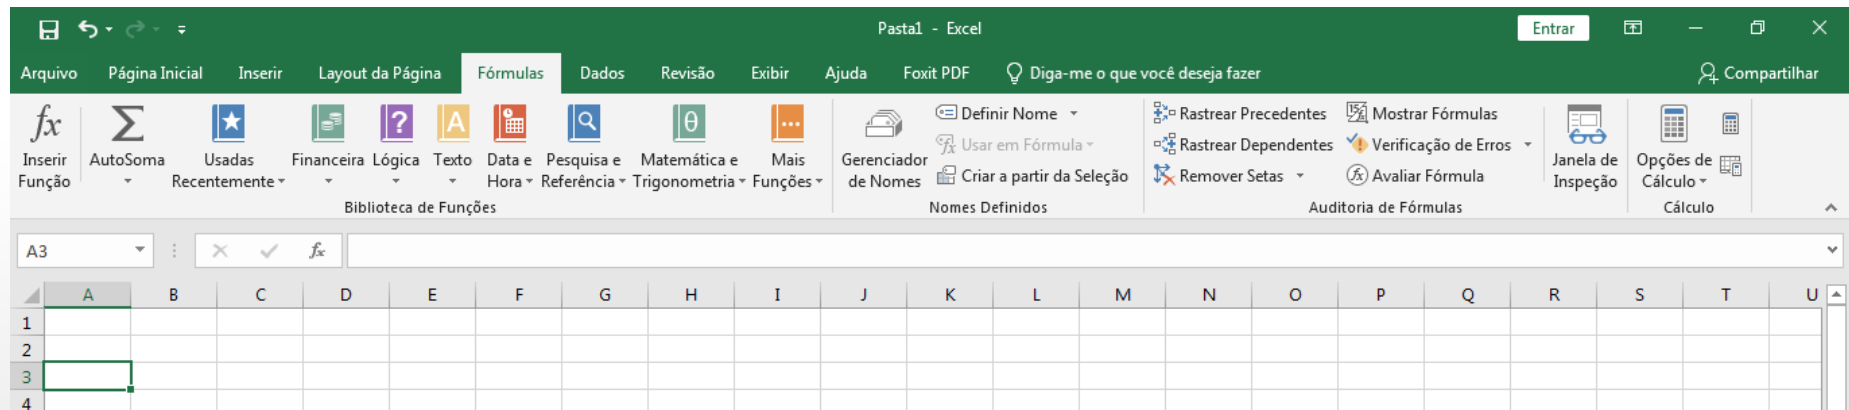 Pasta1 - Excel
Entrar
Arquivo Página Inicial Inserir Layout da Página Fórmulas Dados Revisão Exibir Ajuda Foxit PDF Diga-me o que você deseja fazer Compartilhar
fx Inserir Função
Σ AutoSoma
Usadas Recentemente
Financeira
? Lógica
A Texto
Data e Hora
Pesquisa e Referência
θ Matemática e Trigonometria
Mais Funções
Biblioteca de Funções
Gerenciador de Nomes
Definir Nome
Usar em Fórmula
Criar a partir da Seleção
Nomes Definidos
Rastrear Precedentes
Rastrear Dependentes
Remover Setas
Mostrar Fórmulas
Verificação de Erros
Avaliar Fórmula
Janela de Inspeção
Auditoria de Fórmulas
Opções de Cálculo
Cálculo
A3 fx
A B C D E F G H I J K L M N O P Q R S T U
1
2
3
4